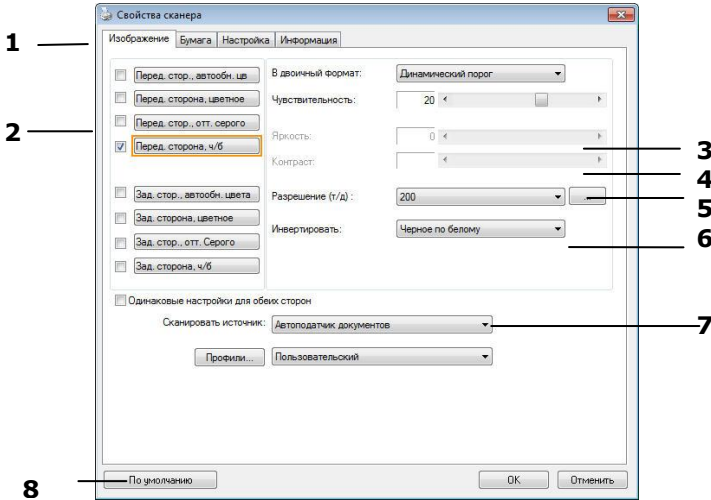 Свойства сканера
1
Изображение Бумага Настройка Информация
Перед. стор., автообн. цв
В двоичный формат: Динамический порог
Перед. сторона, цветное
Чувствительность: 20
2
Перед. стор., отт. серого
Яркость: 0
Перед. сторона, ч/б
3
Контраст:
4
Зад. стор., автообн. цвета
Разрешение (т/д) : 200
5
Зад. сторона, цветное
Инвертировать: Черное по белому
6
Зад. стор., отт. Серого
Зад. сторона, ч/б
Одинаковые настройки для обеих сторон
Сканировать источник: Автоподатчик документов
7
Профили... Пользовательский
8
По умолчанию
OK Отменить